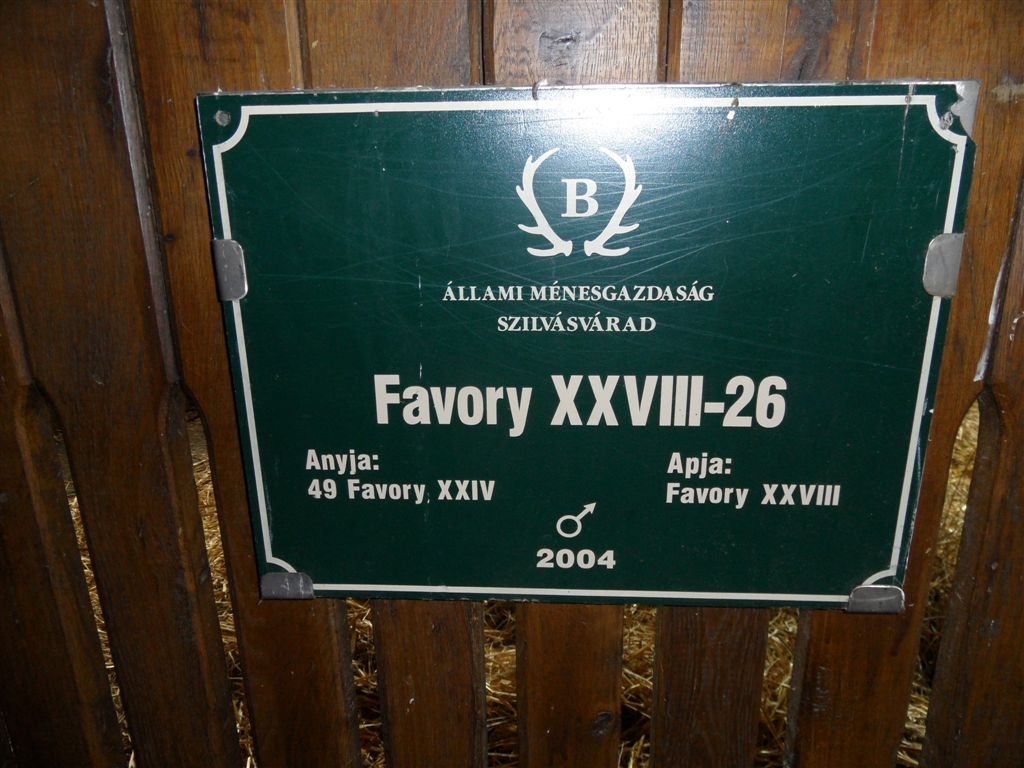 B
ÁLLAMI MÉNESGAZDASÁG
SZILVÁSVÁRAD
Favory XXVIII-26
Anyja:
49 Favory XXIV
Apja:
Favory XXVIII
♂
2004